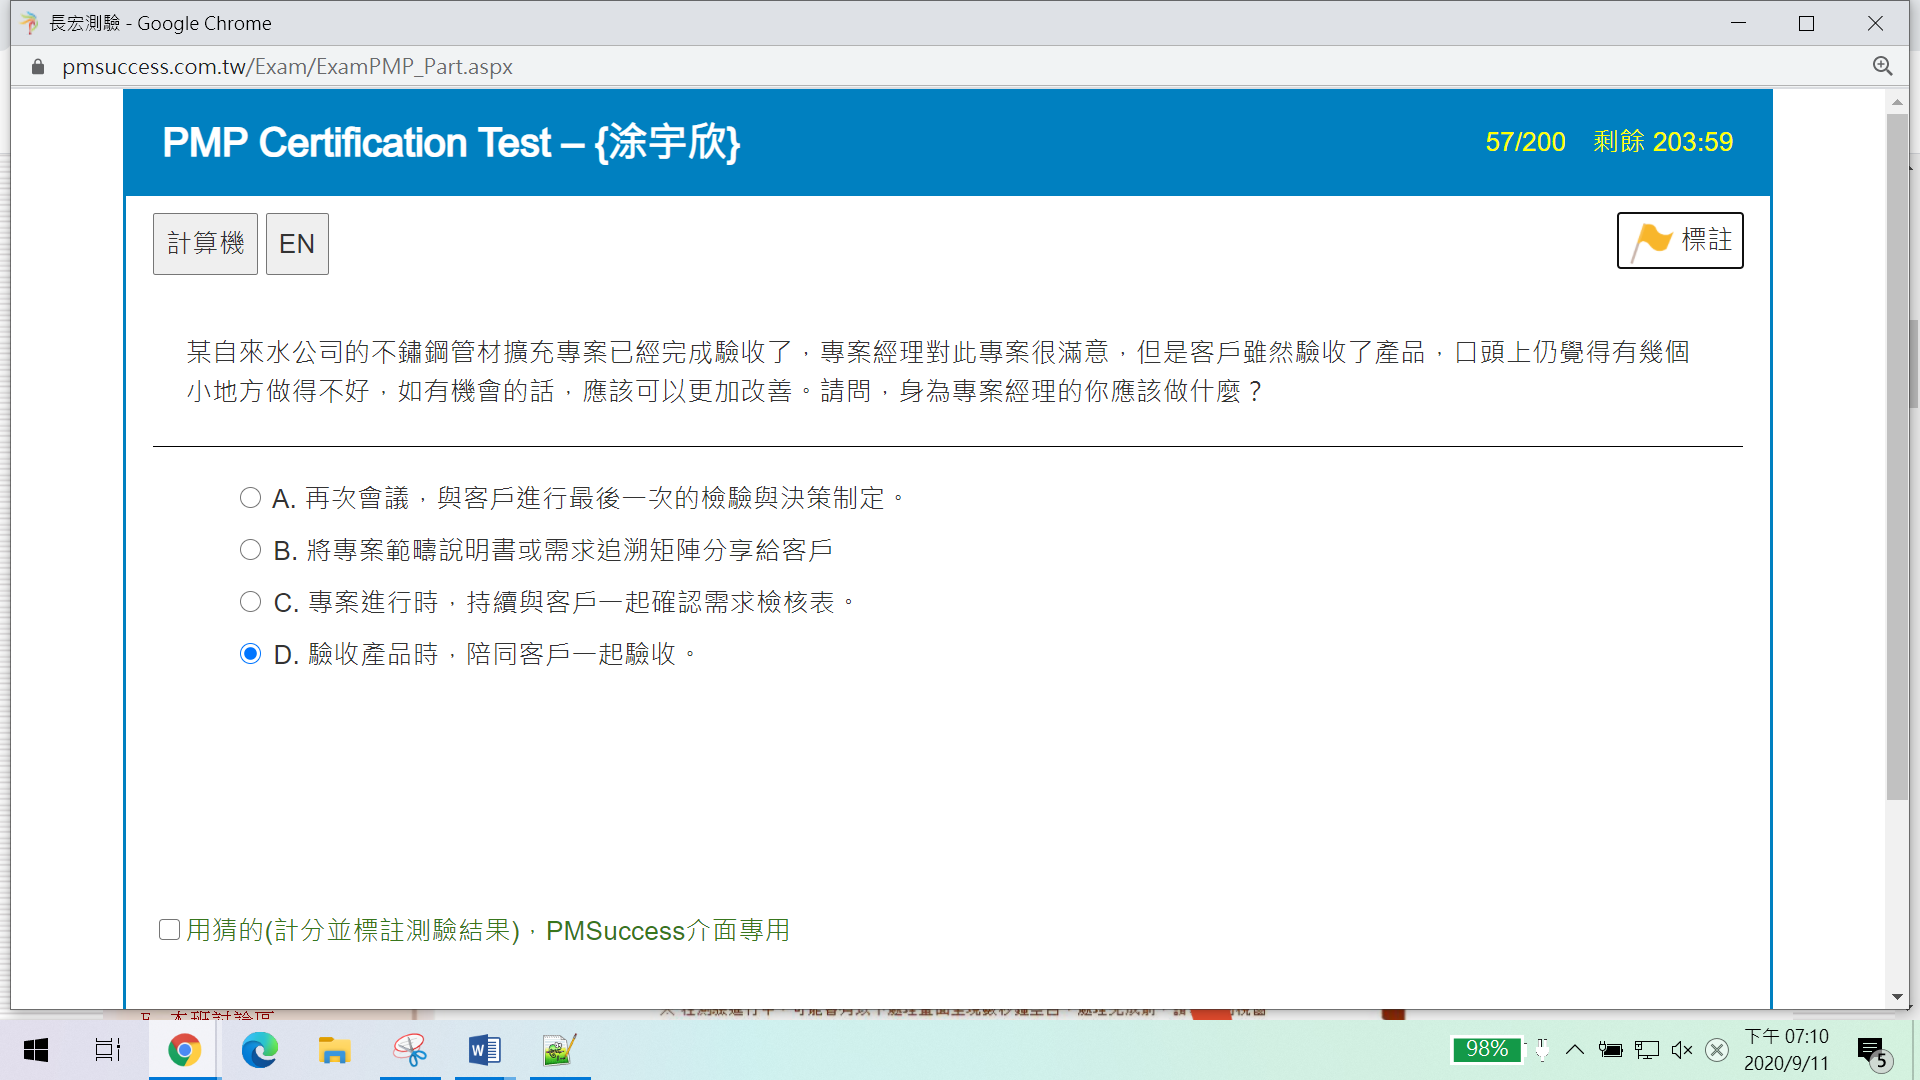 長宏測驗 - Google Chrome
pmsuccess.com.tw/Exam/ExamPMP_Part.aspx
PMP Certification Test – {涂宇欣}
57/200 剩餘 203:59
計算機 EN
標註
某自來水公司的不鏽鋼管材擴充專案已經完成驗收了，專案經理對此專案很滿意，但是客戶雖然驗收了產品，口頭上仍覺得有幾個
小地方做得不好，如有機會的話，應該可以更加改善。請問，身為專案經理的你應該做什麼？
A. 再次會議，與客戶進行最後一次的檢驗與決策制定。
B. 將專案範疇說明書或需求追溯矩陣分享給客戶
C. 專案進行時，持續與客戶一起確認需求檢核表。
D. 驗收產品時，陪同客戶一起驗收。
用猜的(計分並標註測驗結果)，PMSuccess介面專用
98%
下午 07:10
2020/9/11
5